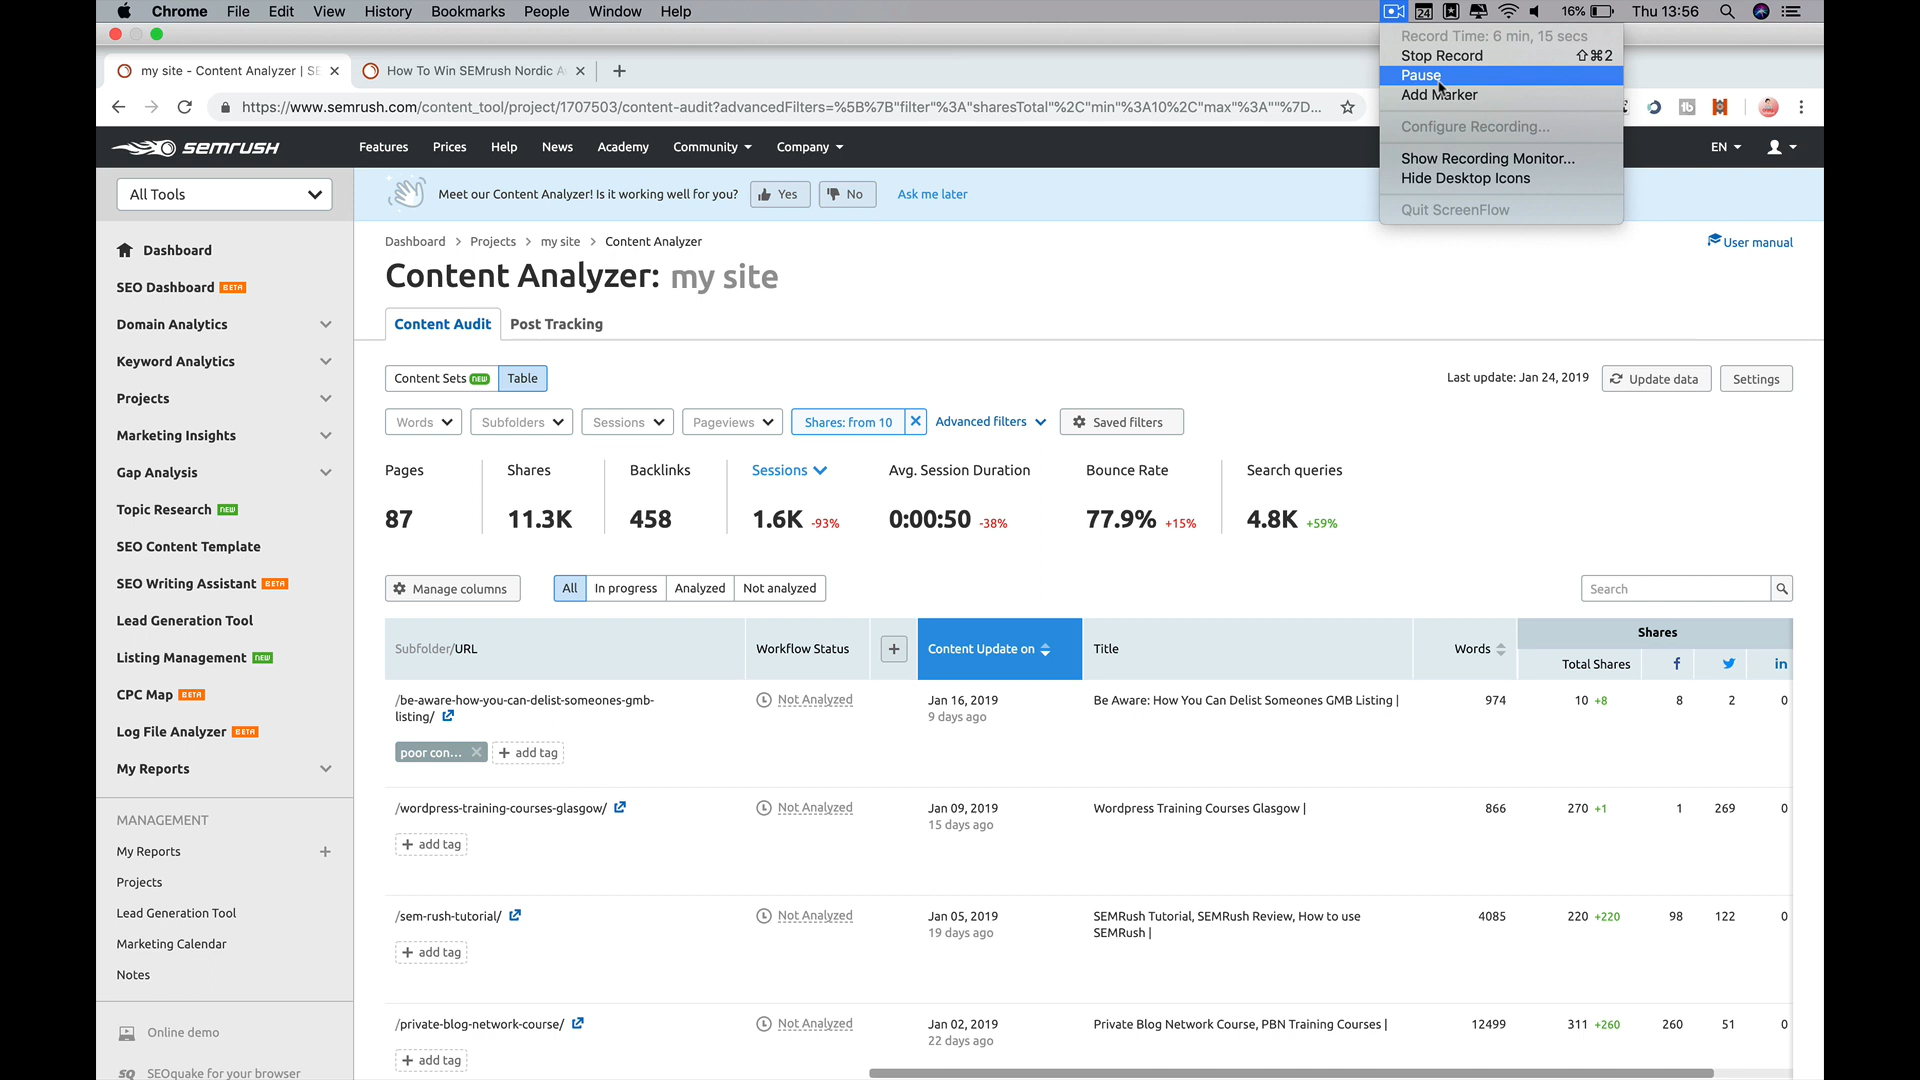 Chrome File Edit View History Bookmarks People Window Help
24 16% Thu 13:56
Record Time: 6 min, 15 secs
Stop Record ⇧⌘2
Pause
Add Marker
Configure Recording...
Show Recording Monitor...
Hide Desktop Icons
Quit ScreenFlow
my site - Content Analyzer | SE
How To Win SEMrush Nordic A
https://www.semrush.com/content_tool/project/1707503/content-audit?advancedFilters=%5B%7B"filter"%3A"sharesTotal"%2C"min"%3A10%2C"max"%3A""%7D...
semrush
Features Prices Help News Academy Community Company EN
All Tools
Meet our Content Analyzer! Is it working well for you? Yes No Ask me later
Dashboard
SEO Dashboard BETA
Domain Analytics
Keyword Analytics
Projects
Marketing Insights
Gap Analysis
Topic Research NEW
SEO Content Template
SEO Writing Assistant BETA
Lead Generation Tool
Listing Management NEW
CPC Map BETA
Log File Analyzer BETA
My Reports
MANAGEMENT
My Reports +
Projects
Lead Generation Tool
Marketing Calendar
Notes
Online demo
SQ SEOquake for your browser
Dashboard > Projects > my site > Content Analyzer
User manual
Content Analyzer: my site
Content Audit Post Tracking
Content Sets NEW Table
Last update: Jan 24, 2019 Update data Settings
Words Subfolders Sessions Pageviews Shares: from 10 Advanced filters Saved filters
Pages Shares Backlinks Sessions Avg. Session Duration Bounce Rate Search queries
87 11.3K 458 1.6K -93% 0:00:50 -38% 77.9% +15% 4.8K +59%
Manage columns All In progress Analyzed Not analyzed Search
Shares
Subfolder/URL Workflow Status + Content Update on Title Words Total Shares f in
/be-aware-how-you-can-delist-someones-gmb-
listing/
Not Analyzed Jan 16, 2019 Be Aware: How You Can Delist Someones GMB Listing | 974 10 +8 8 2 0
9 days ago
poor con... + add tag
/wordpress-training-courses-glasgow/ Not Analyzed Jan 09, 2019 Wordpress Training Courses Glasgow | 866 270 +1 1 269 0
15 days ago
+ add tag
/sem-rush-tutorial/ Not Analyzed Jan 05, 2019 SEMRush Tutorial, SEMRush Review, How to use 4085 220 +220 98 122 0
19 days ago SEMRush |
+ add tag
/private-blog-network-course/ Not Analyzed Jan 02, 2019 Private Blog Network Course, PBN Training Courses | 12499 311 +260 260 51 0
22 days ago
+ add tag